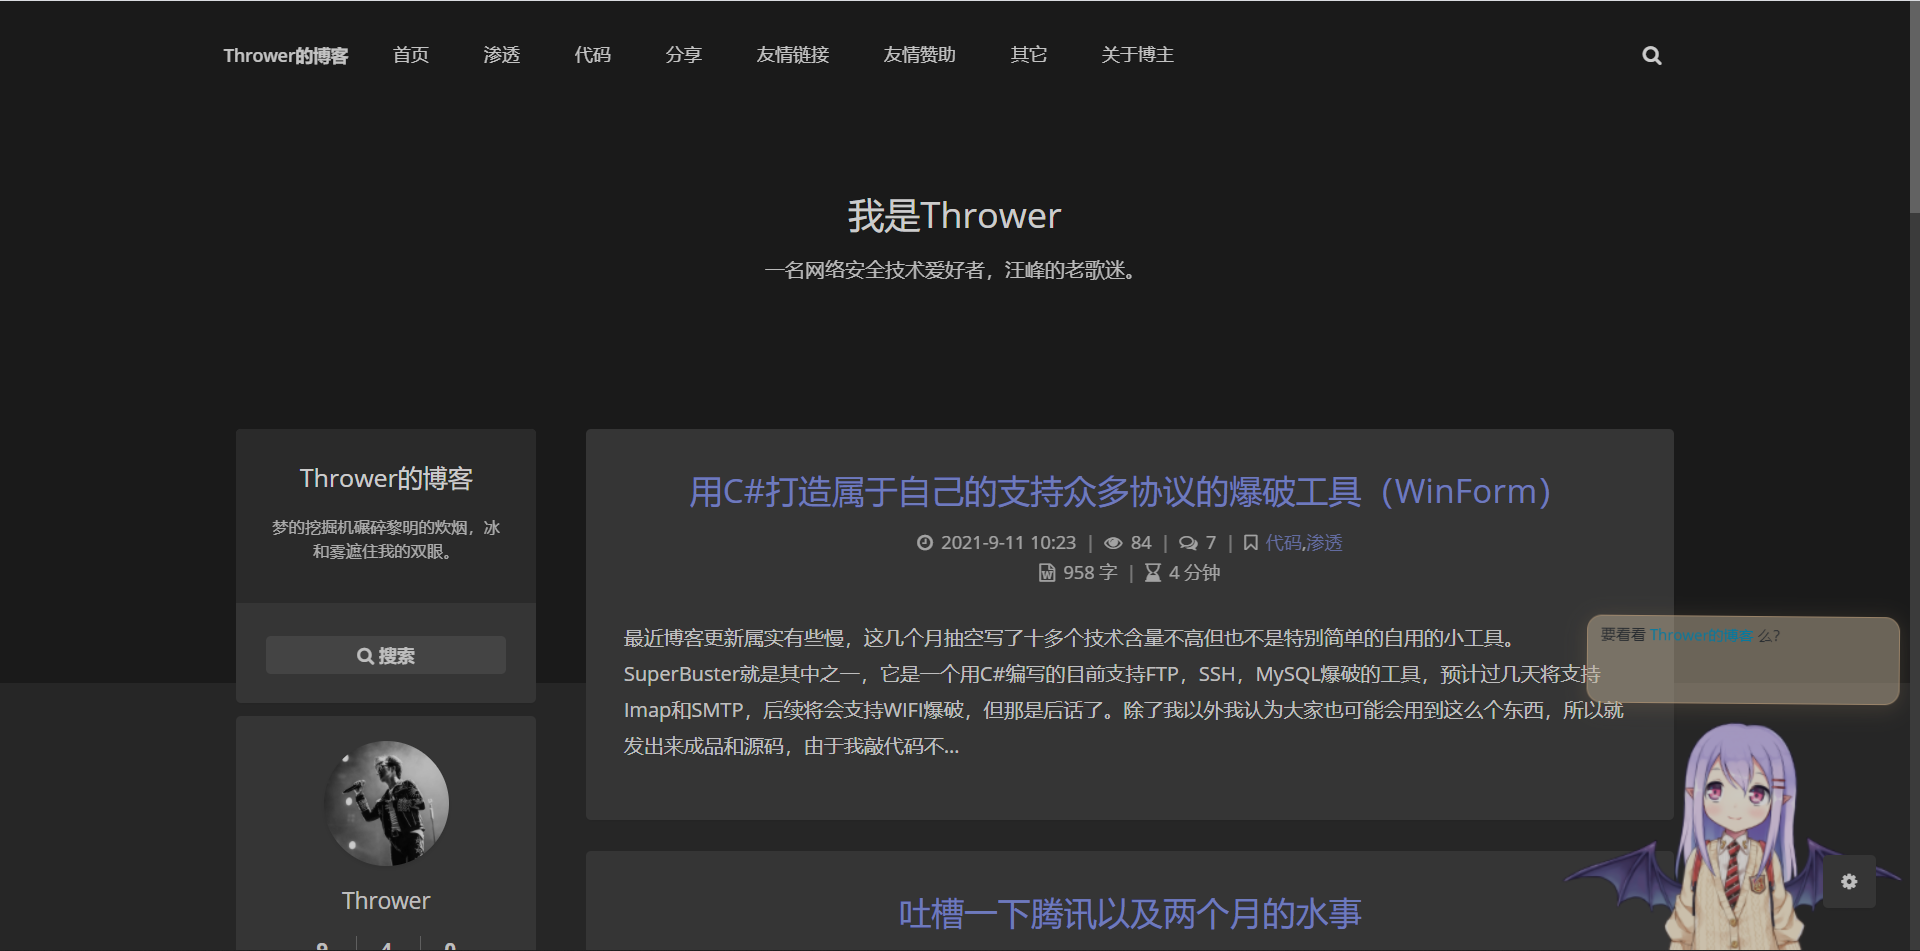 Thrower的博客 首页 渗透 代码 分享 友情链接 友情赞助 其它 关于博主
我是Thrower
一名网络安全技术爱好者，汪峰的老歌迷。
Thrower的博客
梦的挖掘机碾碎黎明的炊烟，冰
和雾遮住我的双眼。
搜索
Thrower
9 4 0
用C#打造属于自己的支持众多协议的爆破工具（WinForm）
2021-9-11 10:23 | 84 | 7 | 代码,渗透
958 字 | 4 分钟
最近博客更新属实有些慢，这几个月抽空写了十多个技术含量不高但也不是特别简单的自用的小工具。
SuperBuster就是其中之一，它是一个用C#编写的目前支持FTP，SSH，MySQL爆破的工具，预计过几天将支持
Imap和SMTP，后续将会支持WIFI爆破，但那是后话了。除了我以外我认为大家也可能会用到这么个东西，所以就
发出来成品和源码，由于我敲代码不...
吐槽一下腾讯以及两个月的水事
要看看 Thrower的博客 么？